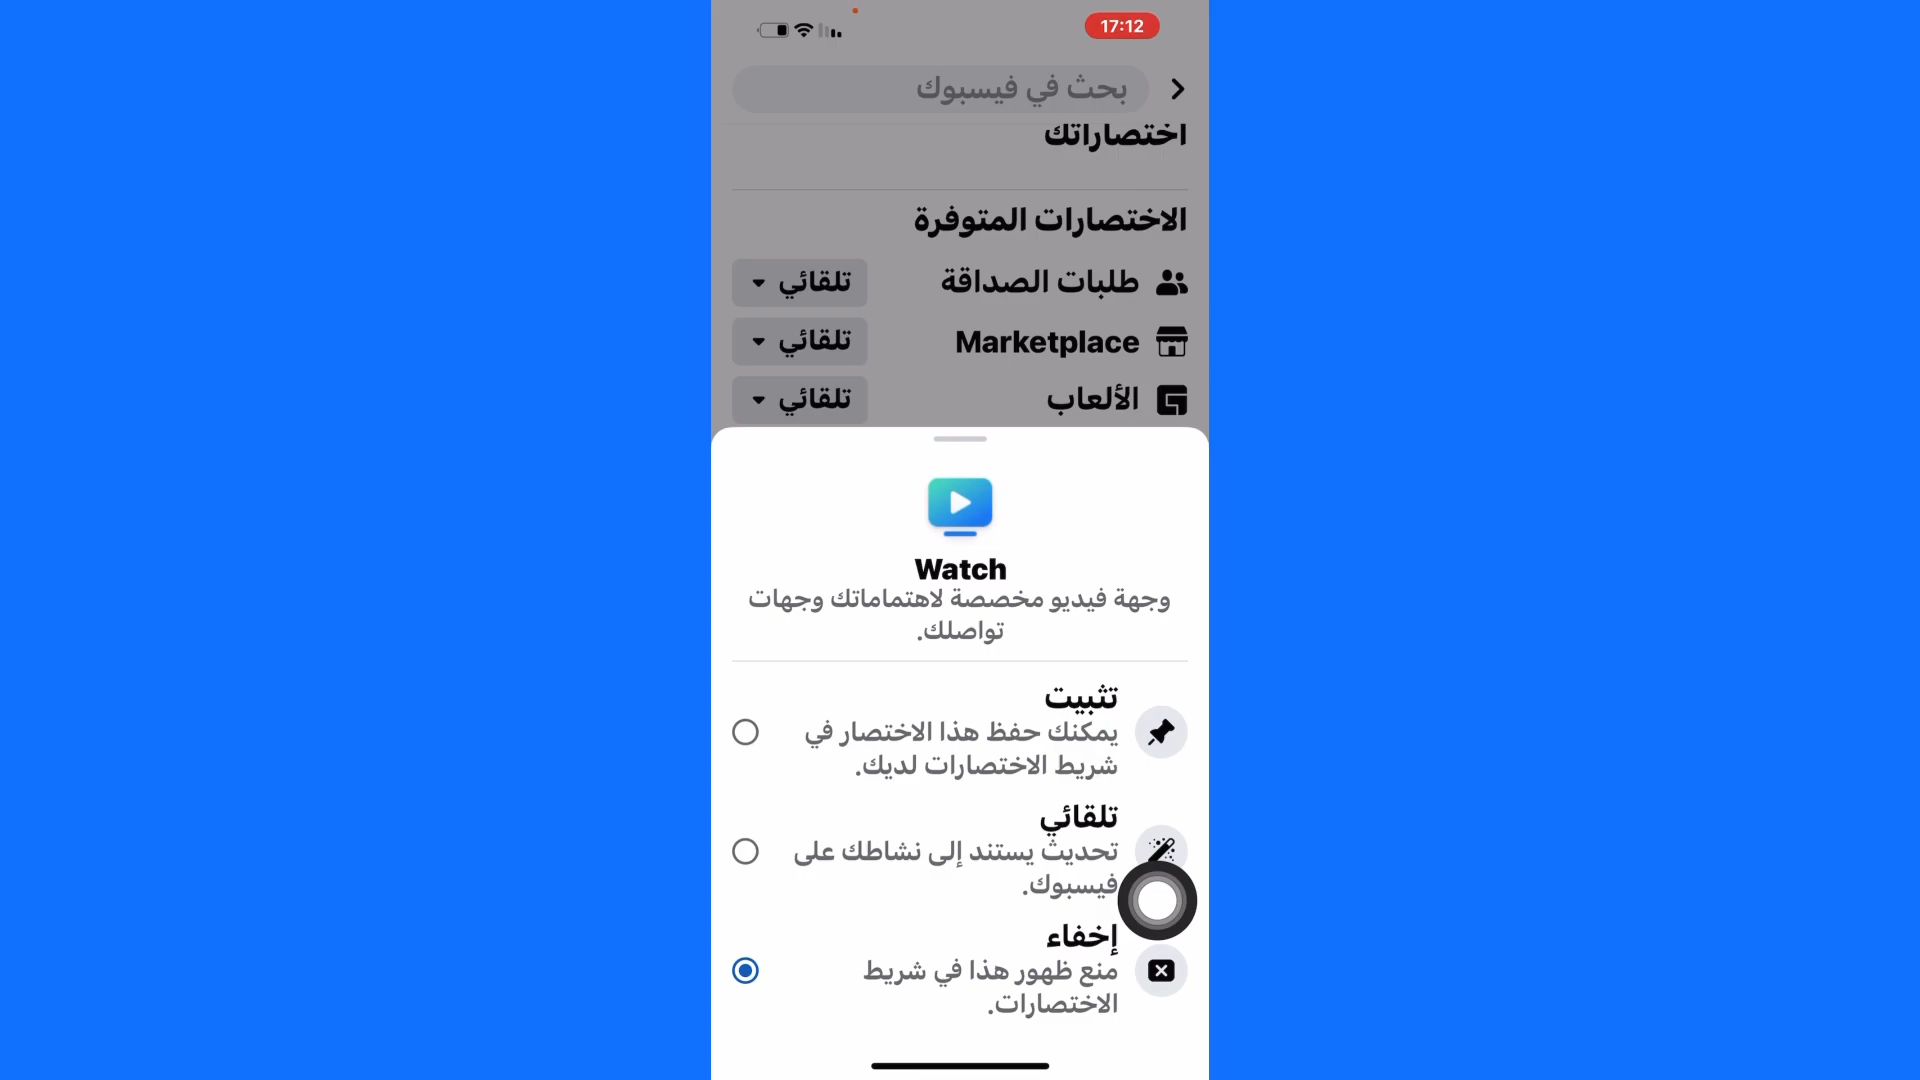 17:12
بحث في فيسبوك
اختصاراتك
الاختصارات المتوفرة
طلبات الصداقة تلقائي
Marketplace تلقائي
الألعاب تلقائي
Watch
وجهة فيديو مخصصة لاهتماماتك وجهات
تواصلك.
تثبيت
يمكنك حفظ هذا الاختصار في
شريط الاختصارات لديك.
تلقائي
تحديث يستند إلى نشاطك على
فيسبوك.
إخفاء
منع ظهور هذا في شريط
الاختصارات.